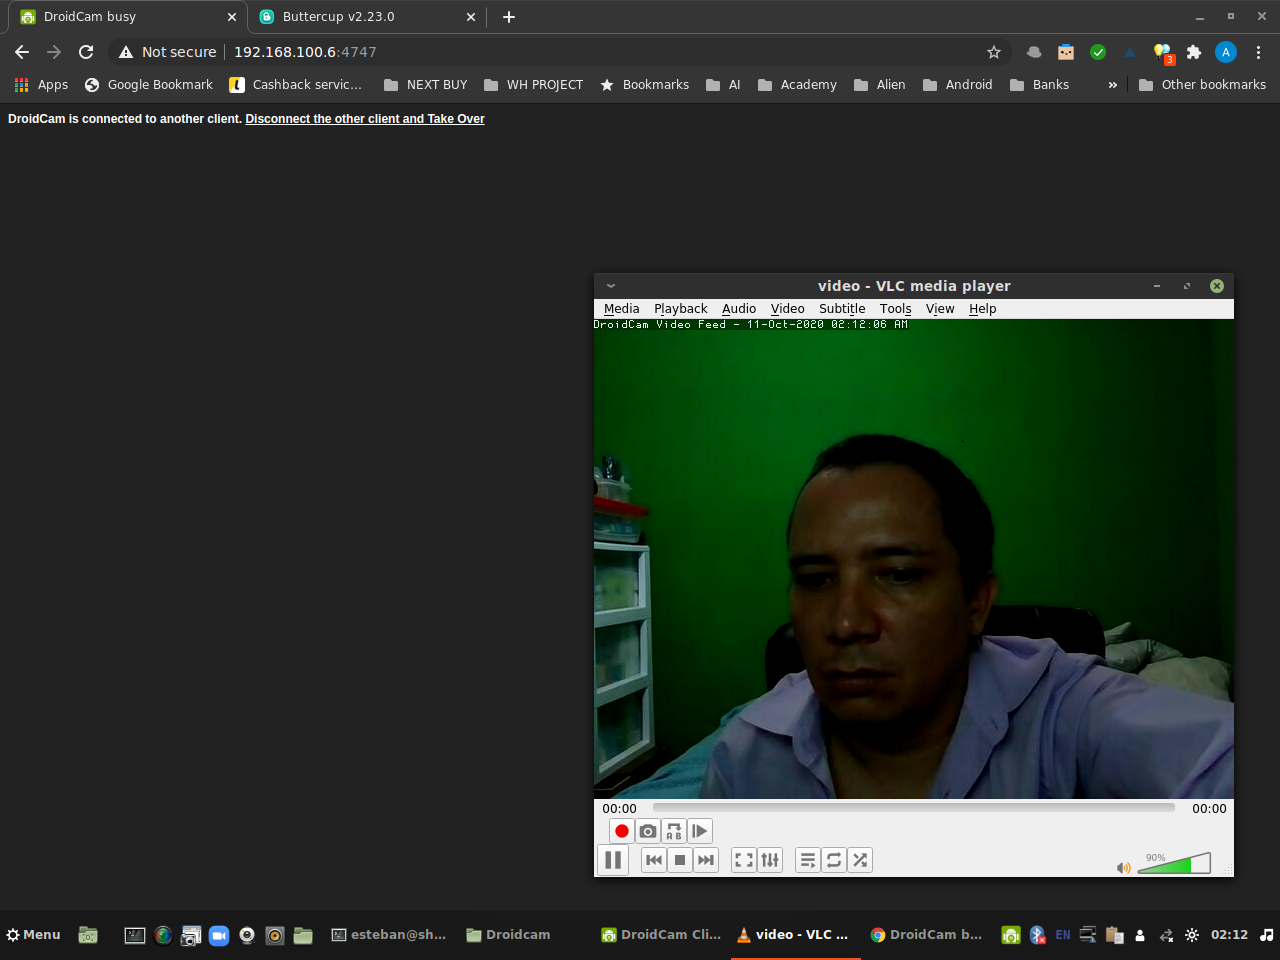 DroidCam busy
Buttercup v2.23.0
Not secure 192.168.100.6:4747
A
3
Apps Google Bookmark Cashback servic... NEXT BUY WH PROJECT Bookmarks AI Academy Alien Android Banks » Other bookmarks
DroidCam is connected to another client. Disconnect the other client and Take Over
video - VLC media player
Media Playback Audio Video Subtitle Tools View Help
DroidCam Video Feed - 11-Oct-2020 02:12:06 AM
00:00 00:00
A B
90%
Menu esteban@sh... Droidcam DroidCam Cli... video - VLC ... DroidCam b... EN 02:12